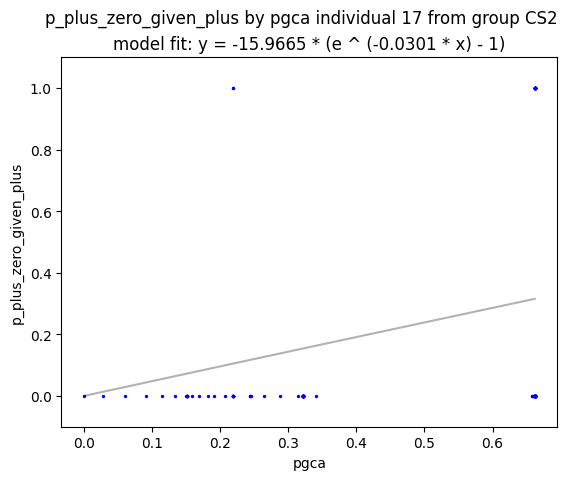 p_plus_zero_given_plus by pgca individual 17 from group CS2
model fit: y = -15.9665 * (e ^ (-0.0301 * x) - 1)
p_plus_zero_given_plus
1.0
0.8
0.6
0.4
0.2
0.0
0.0 0.1 0.2 0.3 0.4 0.5 0.6
pgca